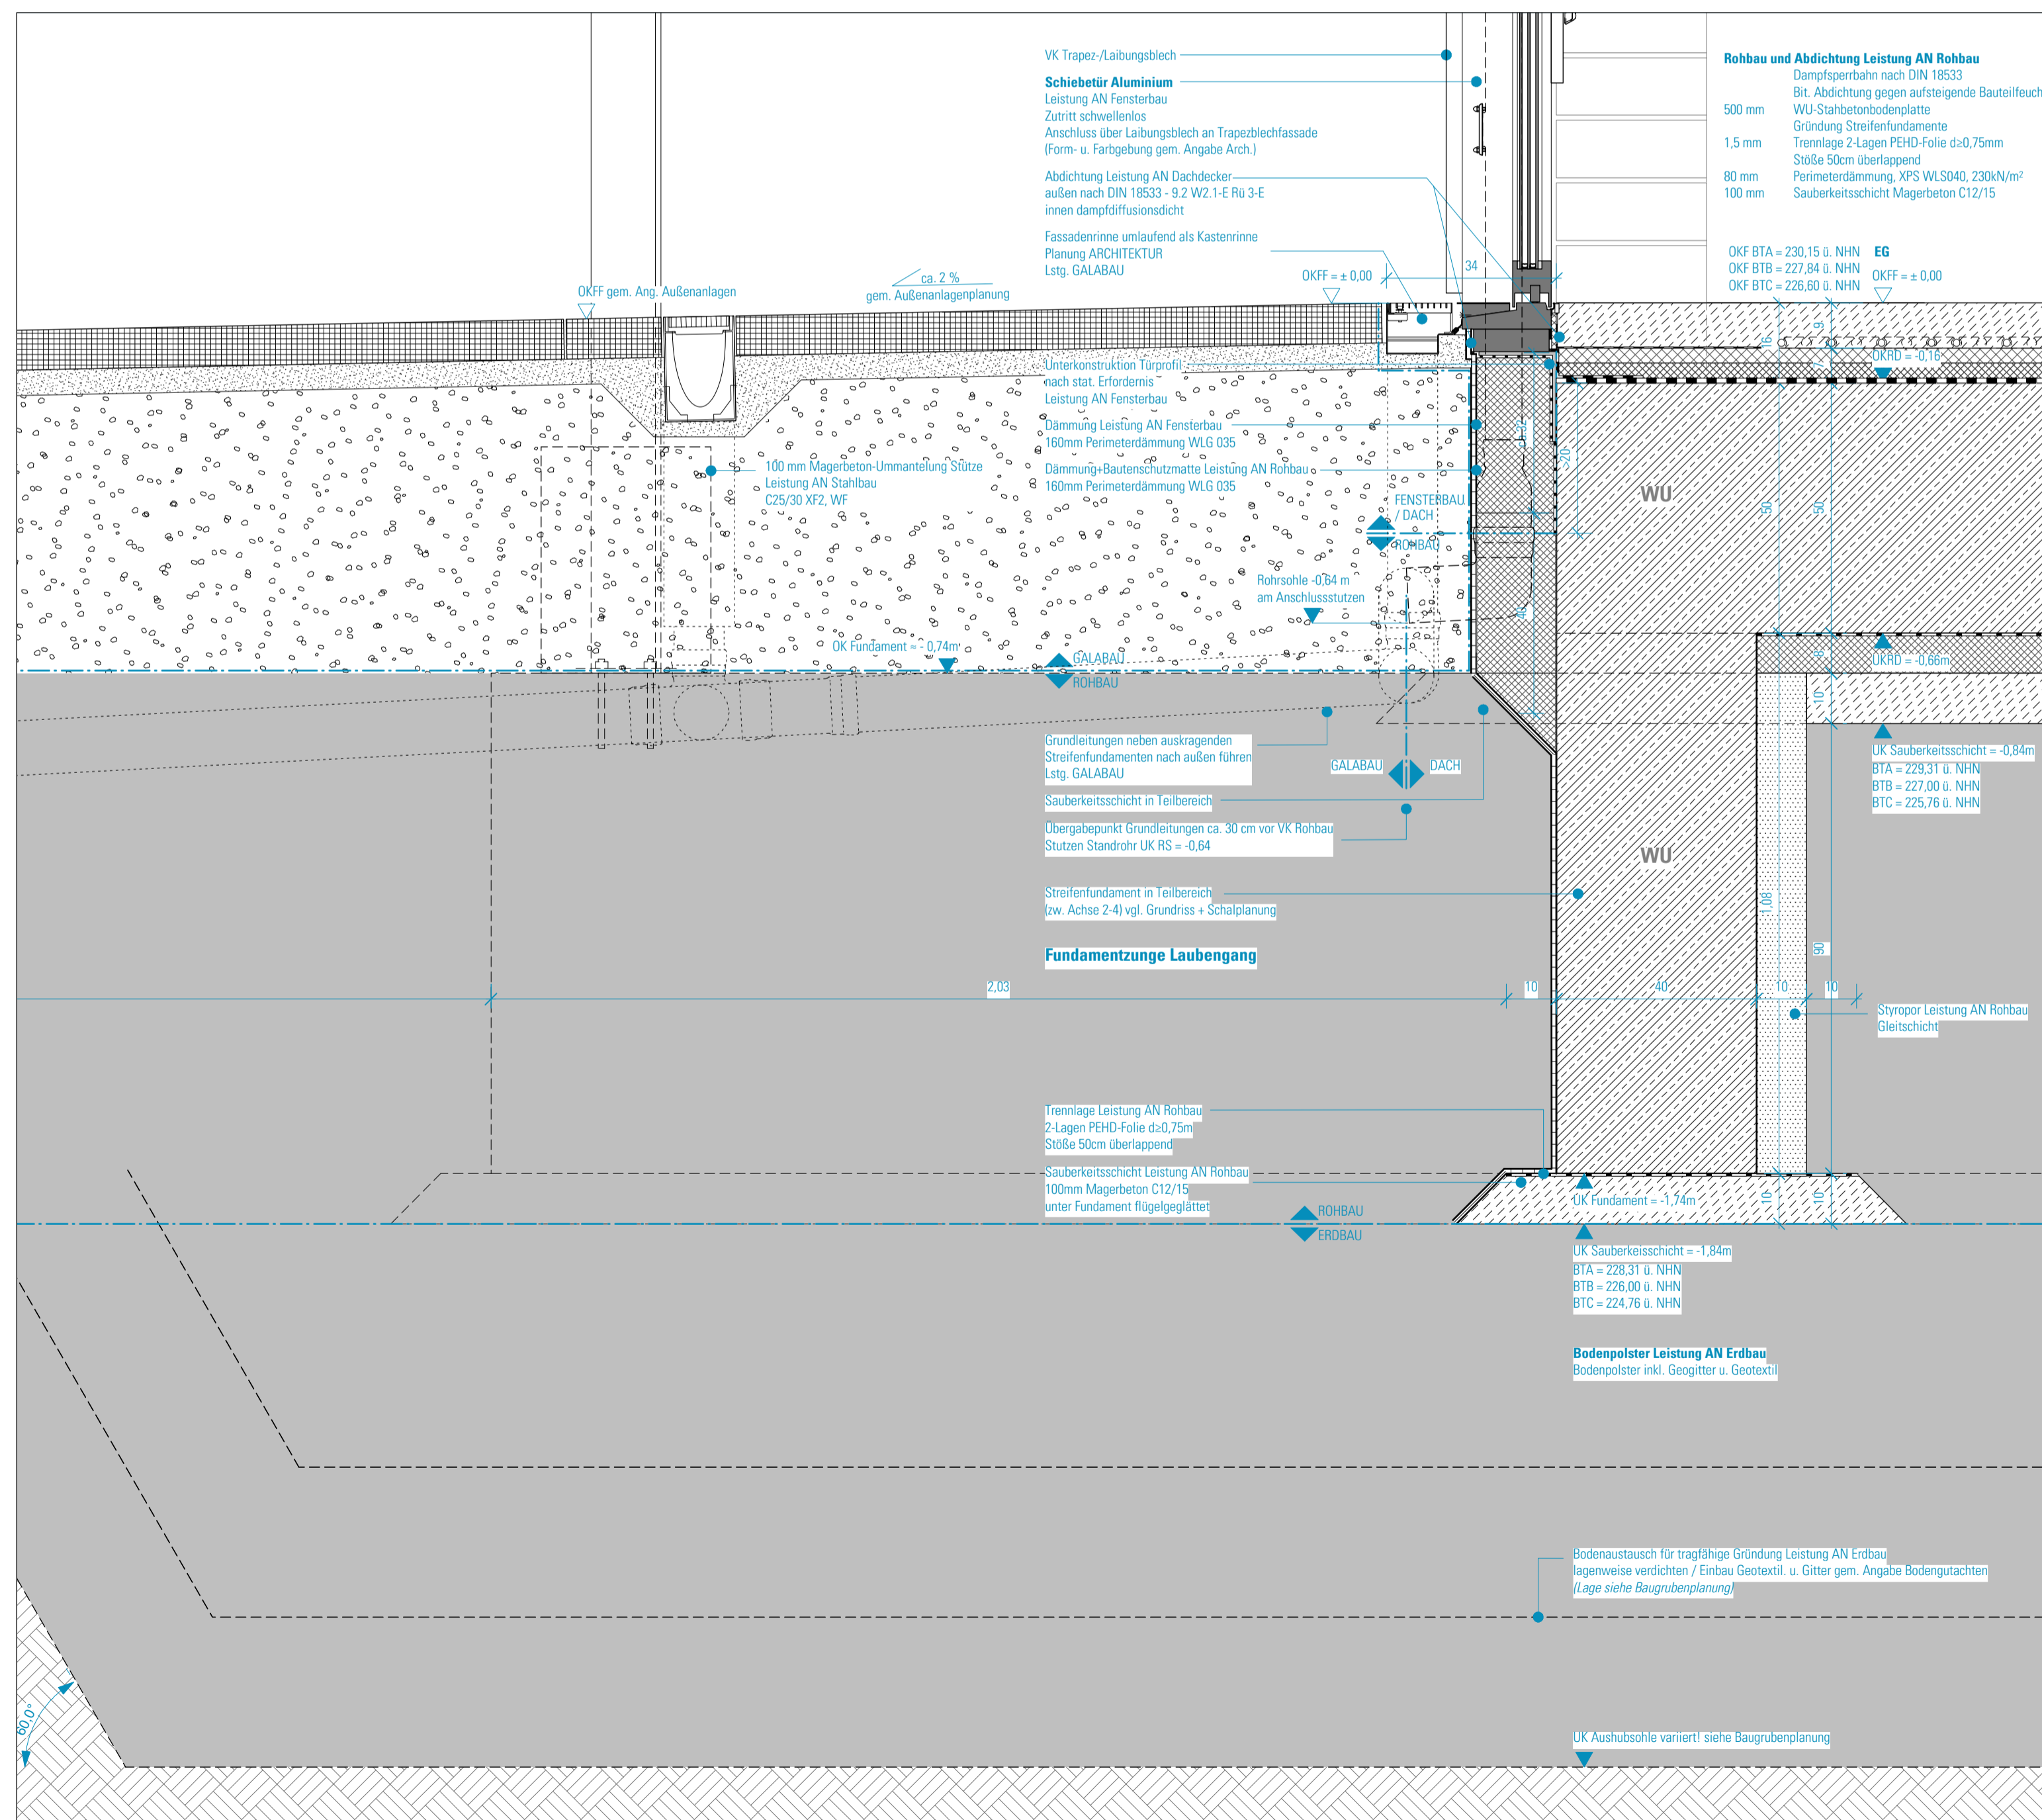 VK Trapez-/Laibungsblech
Schiebetür Aluminium
Leistung AN Fensterbau
Zutritt schwellenlos
Anschluss über Laibungsblech an Trapezblechfassade
(Form- u. Farbgebung gem. Angabe Arch.)
Abdichtung Leistung AN Dachdecker
außen nach DIN 18533 - 9.2 W2.1-E Rü 3-E
innen dampfdiffusionsdicht
Fassadenrinne umlaufend als Kastenrinne
Planung ARCHITEKTUR
Lstg. GALABAU
Rohbau und Abdichtung Leistung AN Rohbau
Dampfsperrbahn nach DIN 18533
Bit. Abdichtung gegen aufsteigende Bauteilfeuch
500 mm WU-Stahbetonbodenplatte
Gründung Streifenfundamente
1,5 mm Trennlage 2-Lagen PEHD-Folie d≥0,75mm
Stöße 50cm überlappend
80 mm Perimeterdämmung, XPS WLS040, 230kN/m²
100 mm Sauberkeitsschicht Magerbeton C12/15
OKF BTA = 230,15 ü. NHN EG
OKF BTB = 227,84 ü. NHN
OKF BTC = 226,60 ü. NHN
OKFF = ± 0,00
OKFF = ± 0,00
34
ca. 2 %
gem. Außenanlagenplanung
OKFF gem. Ang. Außenanlagen
16
9
7
OKRD = -0,16
Unterkonstruktion Türprofil
nach stat. Erfordernis
Leistung AN Fensterbau
Dämmung Leistung AN Fensterbau
160mm Perimeterdämmung WLG 035
Dämmung+Bautenschutzmatte Leistung AN Rohbau
160mm Perimeterdämmung WLG 035
100 mm Magerbeton-Ummantelung Stütze
Leistung AN Stahlbau
C25/30 XF2, WF
FENSTERBAU
/ DACH
ROHBAU
>20
WU
50
50
40
Rohrsohle -0,64 m
am Anschlussstutzen
OK Fundament ≈ - 0,74m
GALABAU
ROHBAU
UKRD = -0,66m
8
10
UK Sauberkeitsschicht = -0,84m
BTA = 229,31 ü. NHN
BTB = 227,00 ü. NHN
BTC = 225,76 ü. NHN
Grundleitungen neben auskragenden
Streifenfundamenten nach außen führen
Lstg. GALABAU
GALABAU
DACH
Sauberkeitsschicht in Teilbereich
Übergabepunkt Grundleitungen ca. 30 cm vor VK Rohbau
Stutzen Standrohr UK RS = -0,64
WU
Streifenfundament in Teilbereich
(zw. Achse 2-4) vgl. Grundriss + Schalplanung
1,08
90
Fundamentzunge Laubengang
2,03
10
40
10
10
Styropor Leistung AN Rohbau
Gleitschicht
Trennlage Leistung AN Rohbau
2-Lagen PEHD-Folie d≥0,75m
Stöße 50cm überlappend
Sauberkeitsschicht Leistung AN Rohbau
100mm Magerbeton C12/15
unter Fundament flügelgeglättet
UK Fundament = -1,74m
10
10
ROHBAU
ERDBAU
UK Sauberkeisschicht = -1,84m
BTA = 228,31 ü. NHN
BTB = 226,00 ü. NHN
BTC = 224,76 ü. NHN
Bodenpolster Leistung AN Erdbau
Bodenpolster inkl. Geogitter u. Geotextil
Bodenaustausch für tragfähige Gründung Leistung AN Erdbau
lagenweise verdichten / Einbau Geotextil. u. Gitter gem. Angabe Bodengutachten
(Lage siehe Baugrubenplanung)
60,0°
UK Aushubsohle variiert! siehe Baugrubenplanung